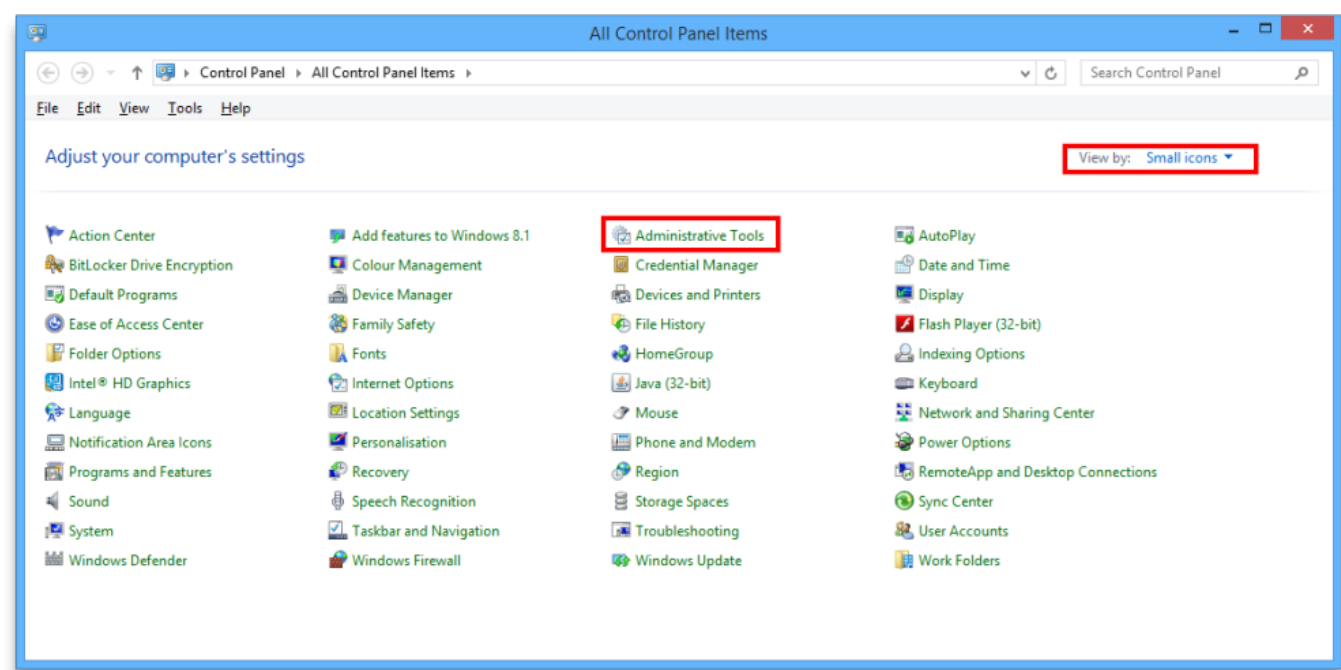 All Control Panel Items
Control Panel All Control Panel Items Search Control Panel
File Edit View Tools Help
Adjust your computer's settings View by: Small icons
Action Center Add features to Windows 8.1 Administrative Tools AutoPlay
BitLocker Drive Encryption Colour Management Credential Manager Date and Time
Default Programs Device Manager Devices and Printers Display
Ease of Access Center Family Safety File History Flash Player (32-bit)
Folder Options Fonts HomeGroup Indexing Options
Intel® HD Graphics Internet Options Java (32-bit) Keyboard
Language Location Settings Mouse Network and Sharing Center
Notification Area Icons Personalisation Phone and Modem Power Options
Programs and Features Recovery Region RemoteApp and Desktop Connections
Sound Speech Recognition Storage Spaces Sync Center
System Taskbar and Navigation Troubleshooting User Accounts
Windows Defender Windows Firewall Windows Update Work Folders